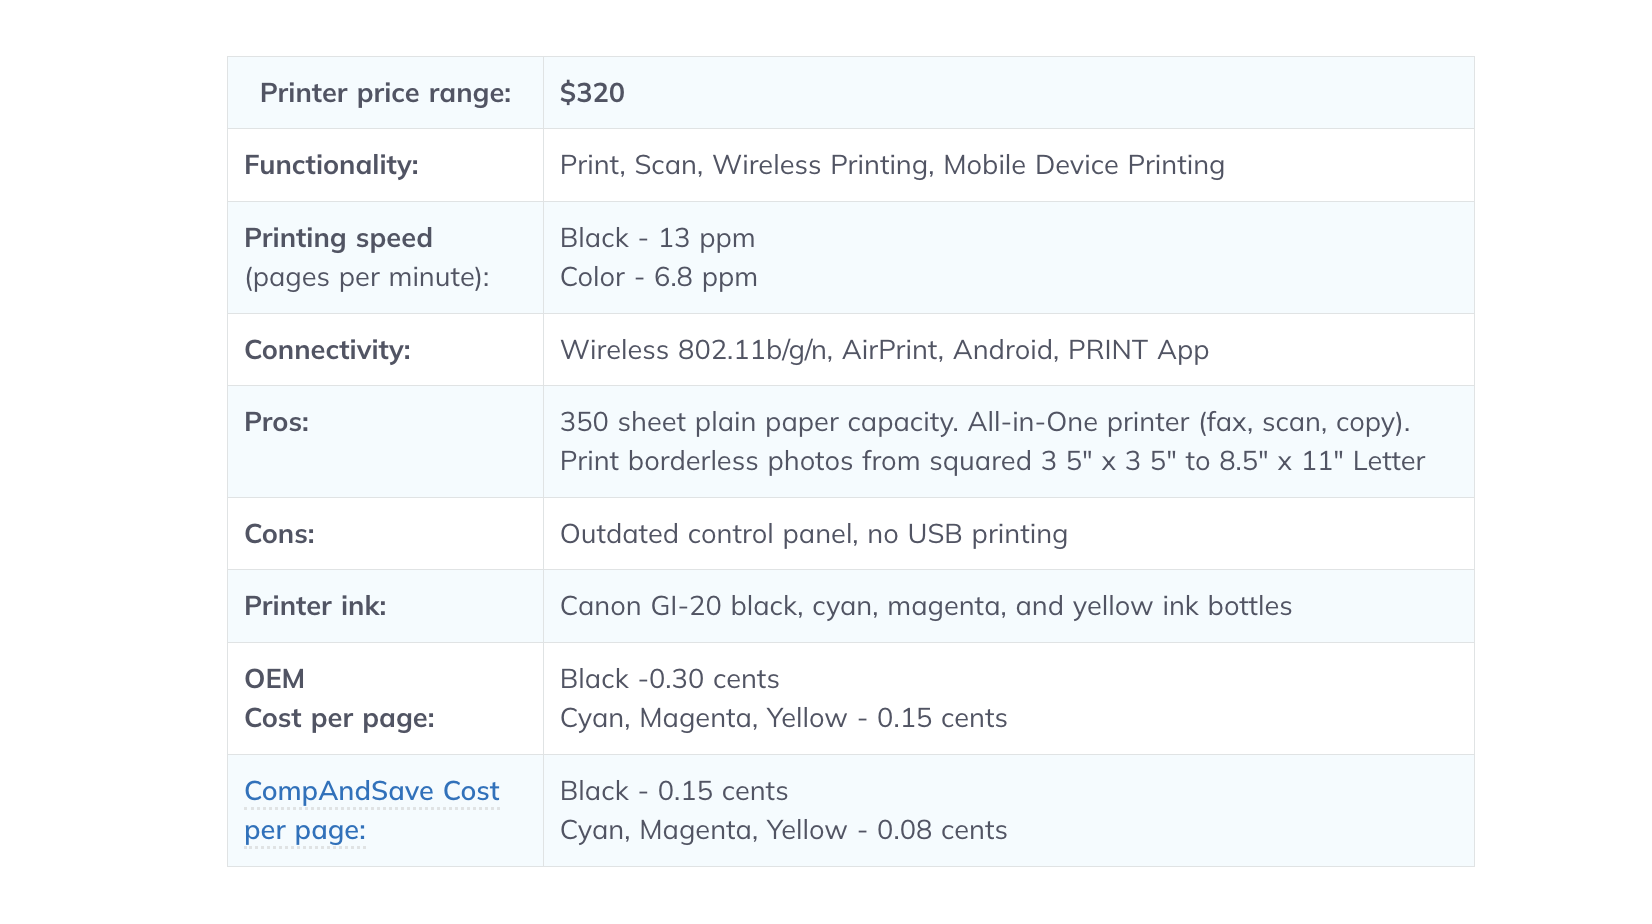 Printer price range: $320
Functionality: Print, Scan, Wireless Printing, Mobile Device Printing
Printing speed
(pages per minute):
Black - 13 ppm
Color - 6.8 ppm
Connectivity: Wireless 802.11b/g/n, AirPrint, Android, PRINT App
Pros:
350 sheet plain paper capacity. All-in-One printer (fax, scan, copy).
Print borderless photos from squared 3 5" x 3 5" to 8.5" x 11" Letter
Cons: Outdated control panel, no USB printing
Printer ink: Canon GI-20 black, cyan, magenta, and yellow ink bottles
OEM
Cost per page:
Black -0.30 cents
Cyan, Magenta, Yellow - 0.15 cents
CompAndSave Cost
per page:
Black - 0.15 cents
Cyan, Magenta, Yellow - 0.08 cents